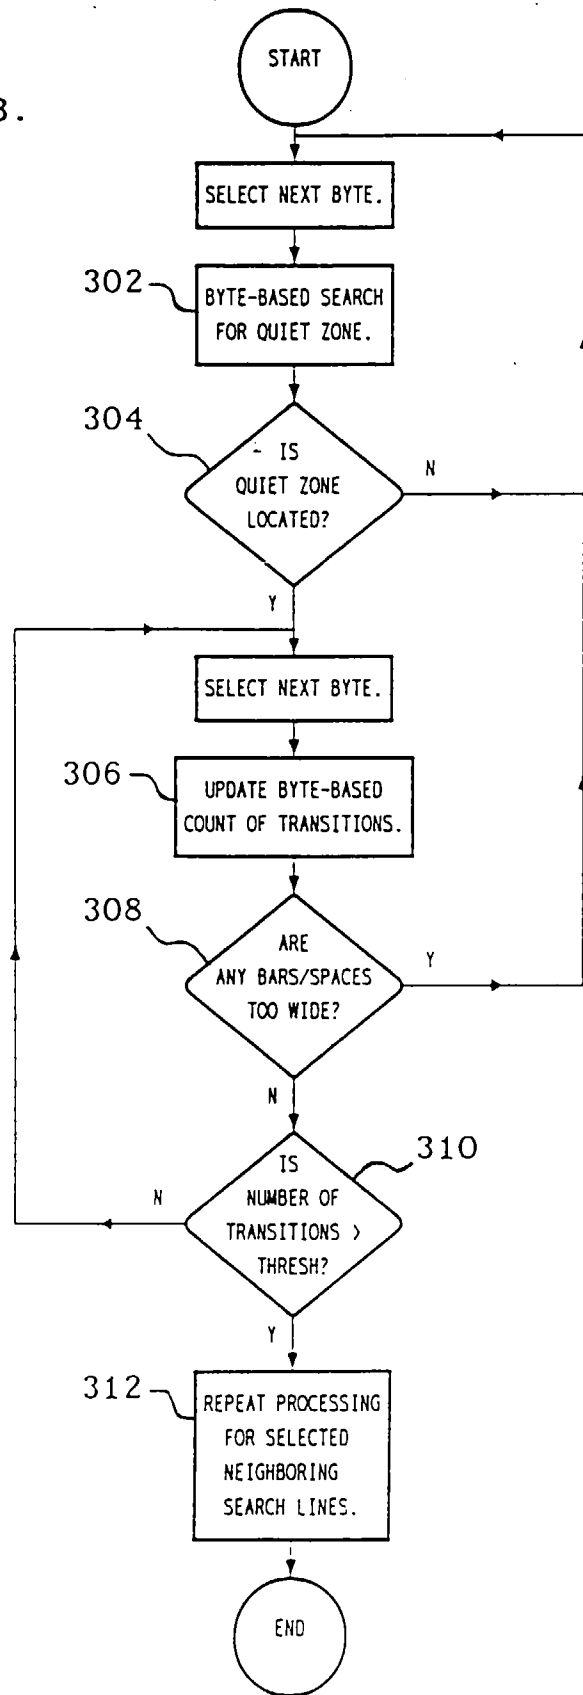 START
3.
SELECT NEXT BYTE.
302
BYTE-BASED SEARCH
FOR QUIET ZONE.
304
IS
QUIET ZONE
LOCATED?
N
Y
SELECT NEXT BYTE.
306
UPDATE BYTE-BASED
COUNT OF TRANSITIONS.
308
ARE
ANY BARS/SPACES
TOO WIDE?
Y
N
310
IS
NUMBER OF
TRANSITIONS >
THRESH?
N
Y
312
REPEAT PROCESSING
FOR SELECTED
NEIGHBORING
SEARCH LINES.
END